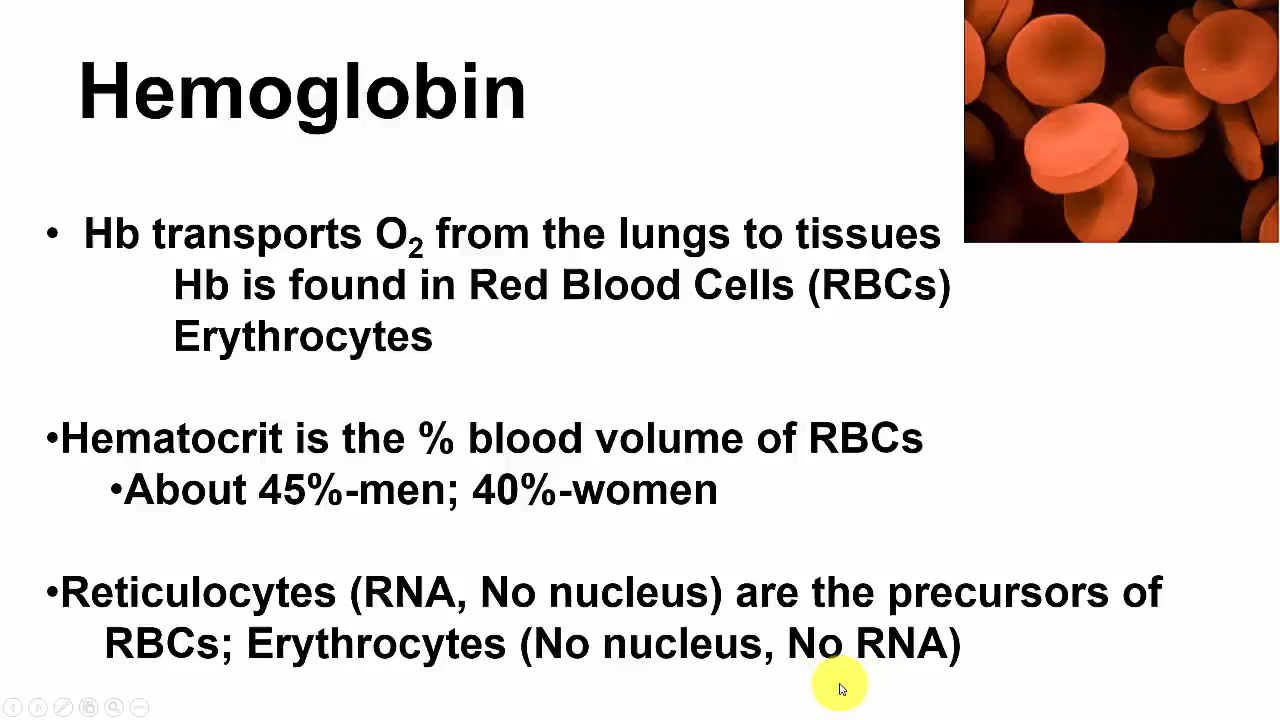 Hemoglobin
• Hb transports O₂ from the lungs to tissues
Hb is found in Red Blood Cells (RBCs)
Erythrocytes
•Hematocrit is the % blood volume of RBCs
•About 45%-men; 40%-women
•Reticulocytes (RNA, No nucleus) are the precursors of
RBCs; Erythrocytes (No nucleus, No RNA)